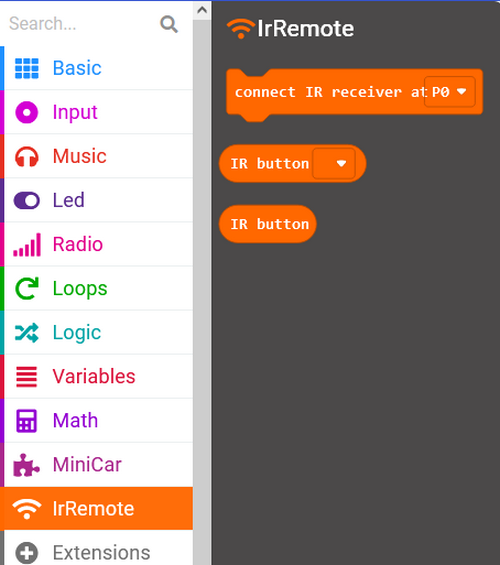 Search...
Basic
Input
Music
Led
Radio
Loops
Logic
Variables
Math
MiniCar
IrRemote
Extensions
IrRemote
connect IR receiver at P0
IR button
IR button